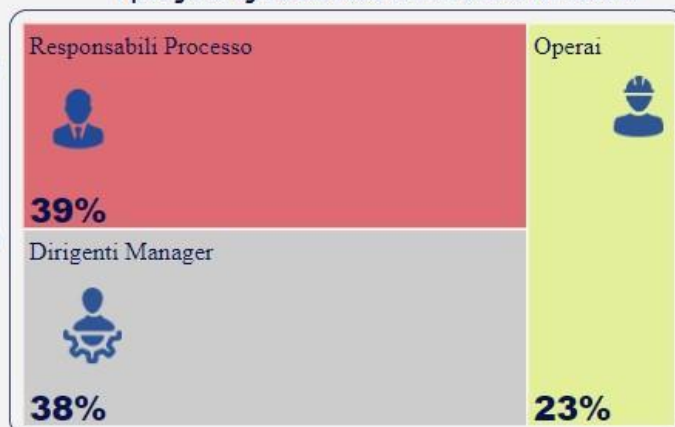 Responsabili Processo
39%
Dirigenti Manager
38%
Operai
23%